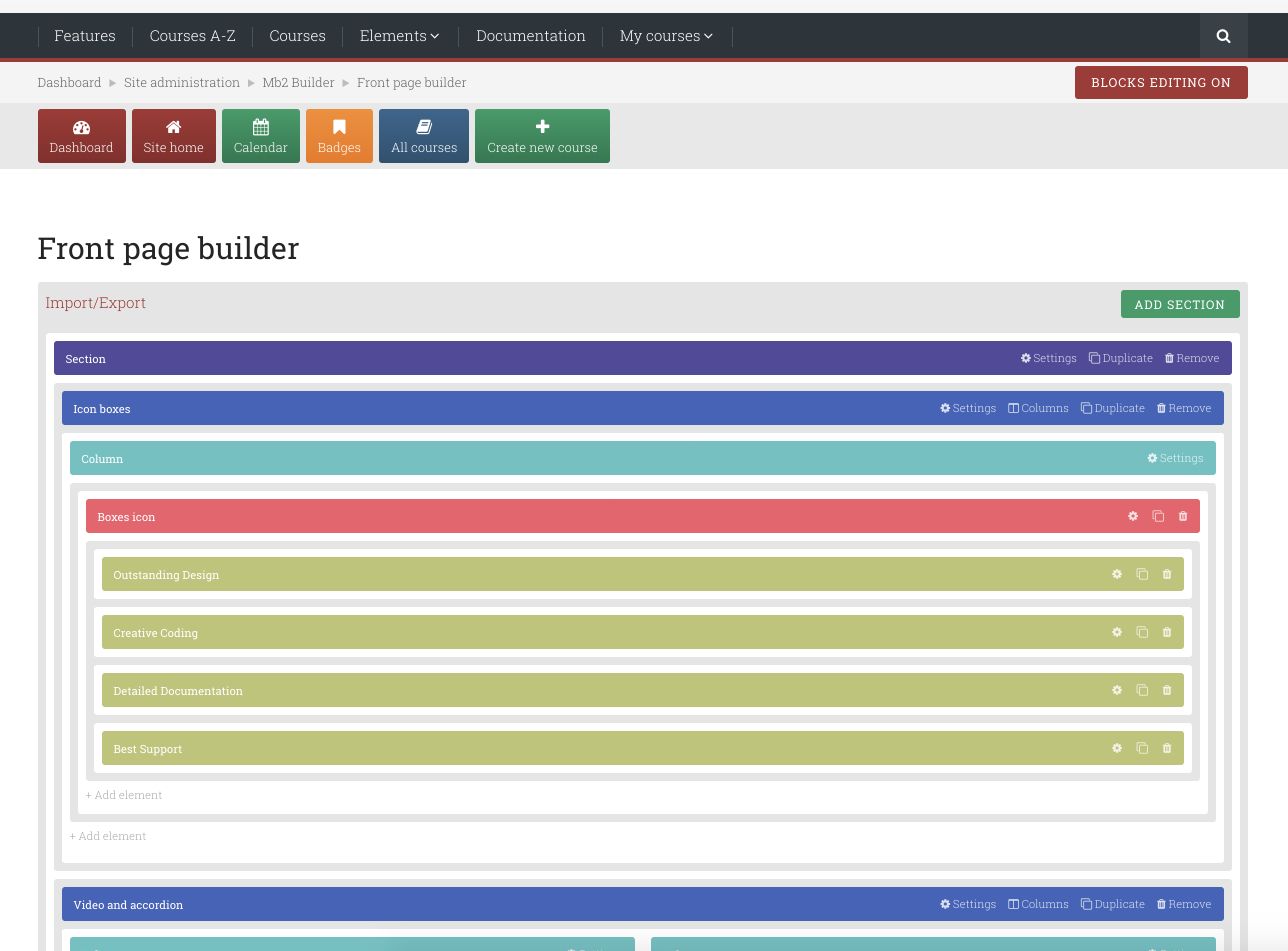 Features Courses A-Z Courses Elements Documentation My courses
Dashboard Site administration Mb2 Builder Front page builder BLOCKS EDITING ON
Dashboard Site home Calendar Badges All courses Create new course
Front page builder
Import/Export ADD SECTION
Section Settings Duplicate Remove
Icon boxes Settings Columns Duplicate Remove
Column Settings
Boxes icon
Outstanding Design
Creative Coding
Detailed Documentation
Best Support
+ Add element
+ Add element
Video and accordion Settings Columns Duplicate Remove